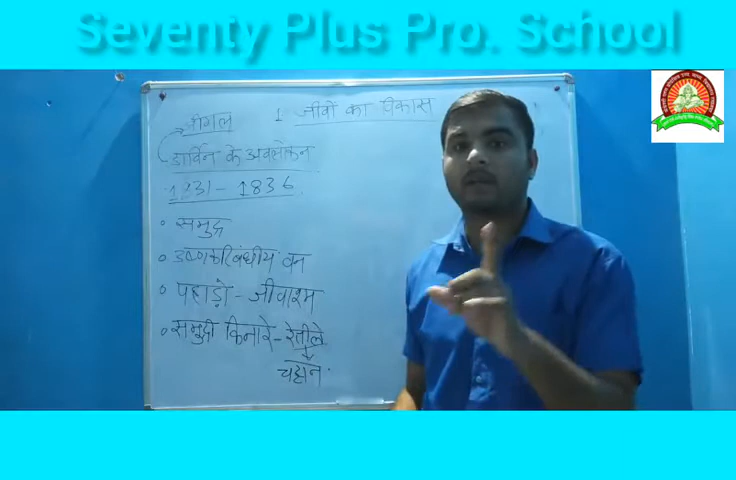 Seventy Plus Pro. School
1 जीवों का विकास
बीगल
डार्विन के अवलोकन
1831 - 1836
समुद्र
उष्णकटिबंधीय वन
पहाड़ों - जीवाश्म
समुद्री किनारे - रेतीले
चट्टान